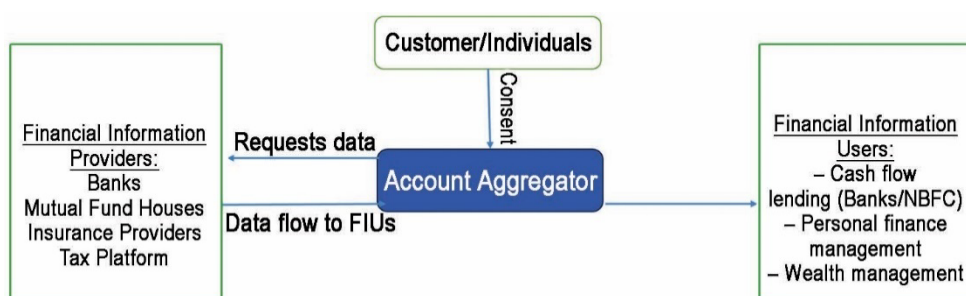 Customer/Individuals
Consent
Financial Information
Providers:
Banks
Mutual Fund Houses
Insurance Providers
Tax Platform
Requests data
Data flow to FIUs
Account Aggregator
Financial Information
Users:
– Cash flow
lending (Banks/NBFC)
– Personal finance
management
– Wealth management